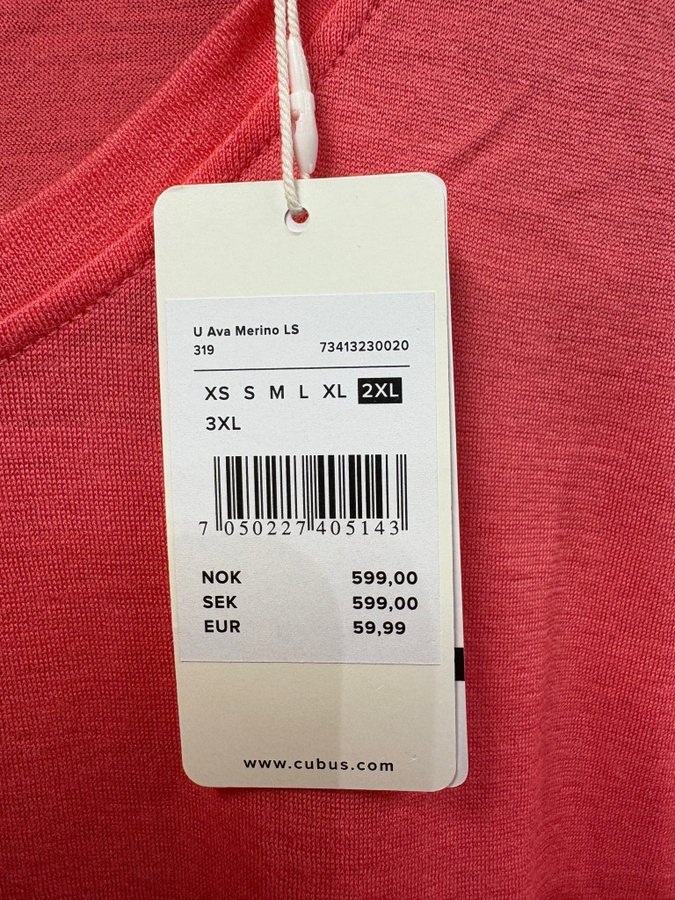 U Ava Merino LS
319 73413230020
XS S M L XL 2XL
3XL
7 050227 405143
NOK 599,00
SEK 599,00
EUR 59,99
www.cubus.com